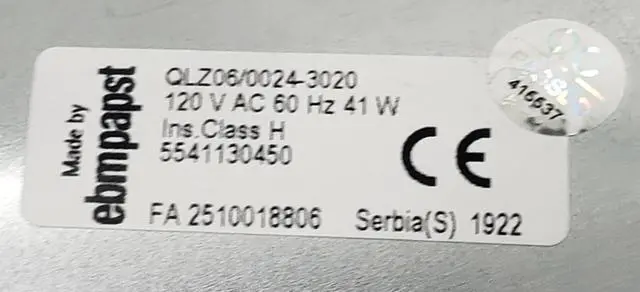 Made by
ebmpapst
QLZ06/0024-3020
120 V AC 60 Hz 41 W
Ins.Class H
5541130450
CE
FA 2510018806 Serbia(S) 1922
416637